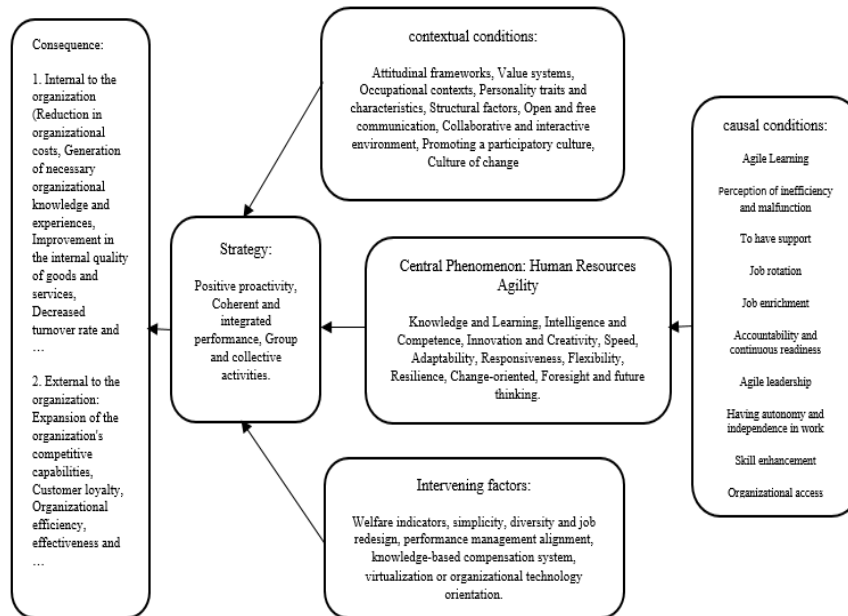 Consequence:
1. Internal to the
organization
(Reduction in
organizational
costs, Generation
of necessary
organizational
knowledge and
experiences,
Improvement in
the internal quality
of goods and
services,
Decreased
turnover rate and
…
2. External to the
organization:
Expansion of the
organization's
competitive
capabilities,
Customer loyalty,
Organizational
efficiency,
effectiveness and
…
Strategy:
Positive proactivity,
Coherent and
integrated
performance, Group
and collective
activities.
contextual conditions:
Attitudinal frameworks, Value systems,
Occupational contexts, Personality traits and
characteristics, Structural factors, Open and free
communication, Collaborative and interactive
environment, Promoting a participatory culture,
Culture of change
Central Phenomenon: Human Resources
Agility
Knowledge and Learning, Intelligence and
Competence, Innovation and Creativity, Speed,
Adaptability, Responsiveness, Flexibility,
Resilience, Change-oriented, Foresight and future
thinking.
Intervening factors:
Welfare indicators, simplicity, diversity and job
redesign, performance management alignment,
knowledge-based compensation system,
virtualization or organizational technology
orientation.
causal conditions:
Agile Learning
Perception of inefficiency
and malfunction
To have support
Job rotation
Job enrichment
Accountability and
continuous readiness
Agile leadership
Having autonomy and
independence in work
Skill enhancement
Organizational access